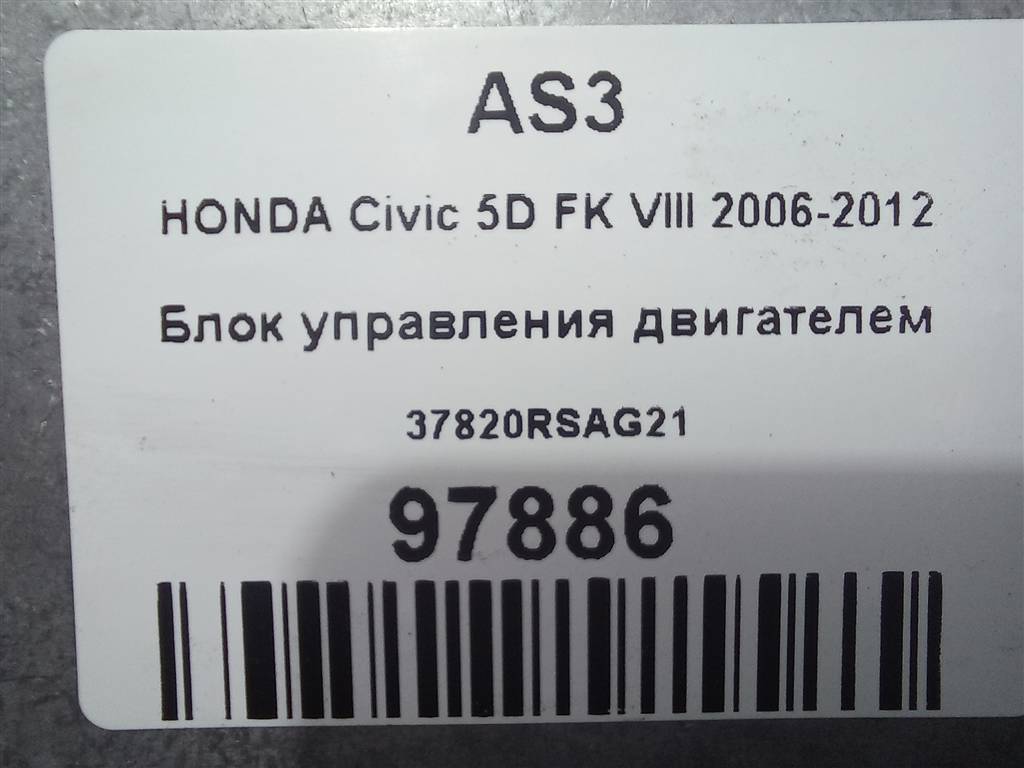 AS3
HONDA Civic 5D FK VIII 2006-2012
Блок управления двигателем
37820RSAG21
97886